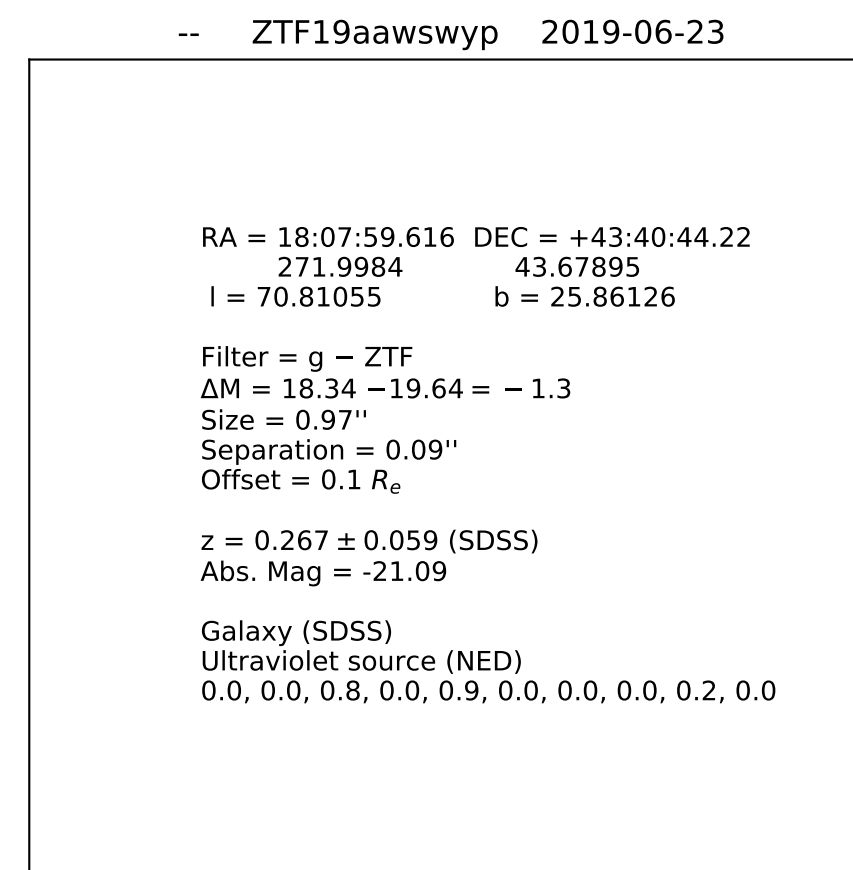 -- ZTF19aawswyp 2019-06-23
RA = 18:07:59.616 DEC = +43:40:44.22
271.9984 43.67895
l = 70.81055 b = 25.86126
Filter = g − ZTF
ΔM = 18.34 −19.64 = − 1.3
Size = 0.97''
Separation = 0.09''
Offset = 0.1 Re
z = 0.267 ± 0.059 (SDSS)
Abs. Mag = -21.09
Galaxy (SDSS)
Ultraviolet source (NED)
0.0, 0.0, 0.8, 0.0, 0.9, 0.0, 0.0, 0.0, 0.2, 0.0